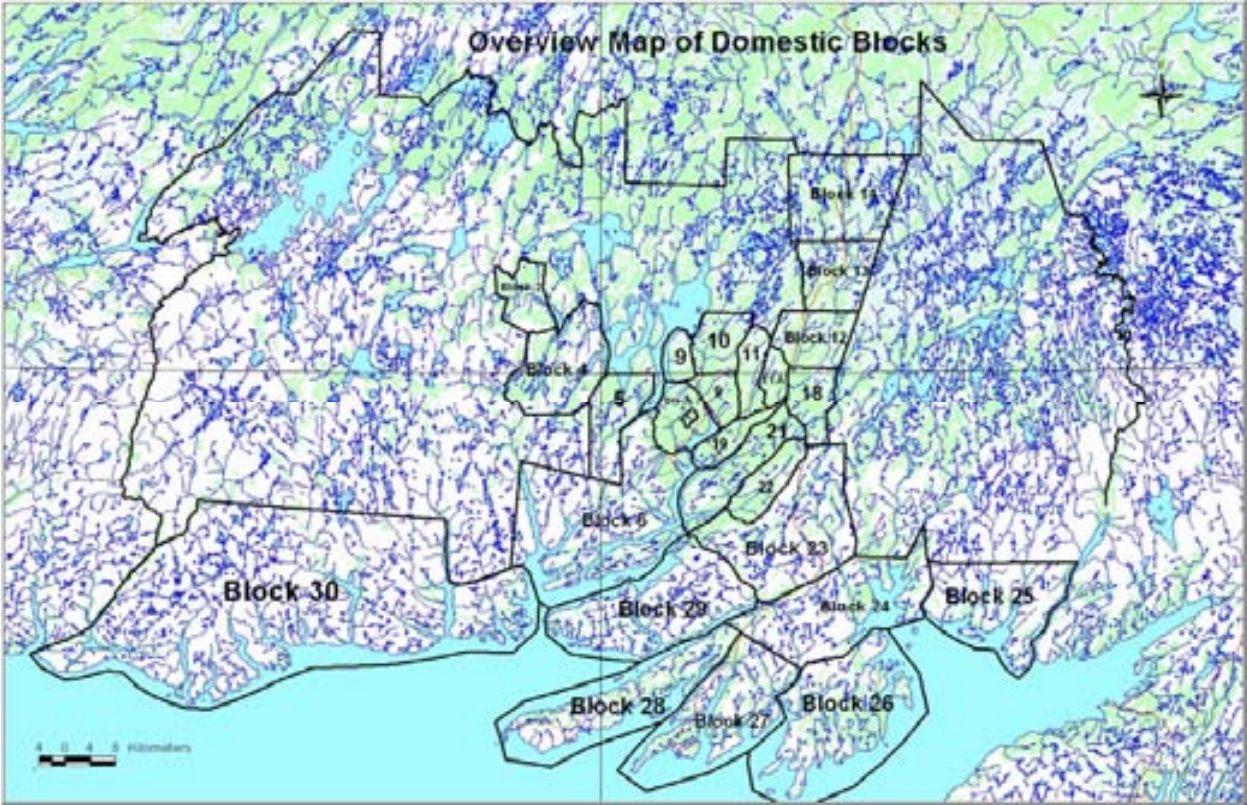 Overview Map of Domestic Blocks
Block 13
Block 12
10
9
11
Block 4
5
18
21
19
22
Block 6
Block 23
Block 30
Block 29
Block 24
Block 25
Block 28
Block 27
Block 26
4 0 4 8 Kilometers